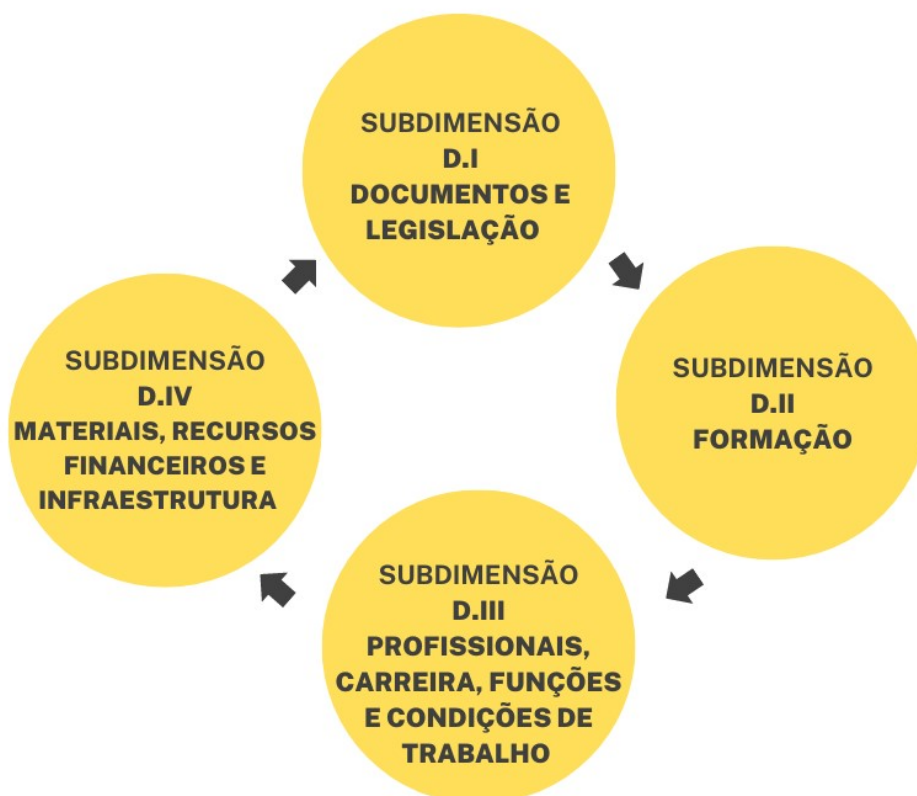 SUBDIMENSÃO
D.I
DOCUMENTOS E
LEGISLAÇÃO
SUBDIMENSÃO
D.II
FORMAÇÃO
SUBDIMENSÃO
D.III
PROFISSIONAIS,
CARREIRA, FUNÇÕES
E CONDIÇÕES DE
TRABALHO
SUBDIMENSÃO
D.IV
MATERIAIS, RECURSOS
FINANCEIROS E
INFRAESTRUTURA